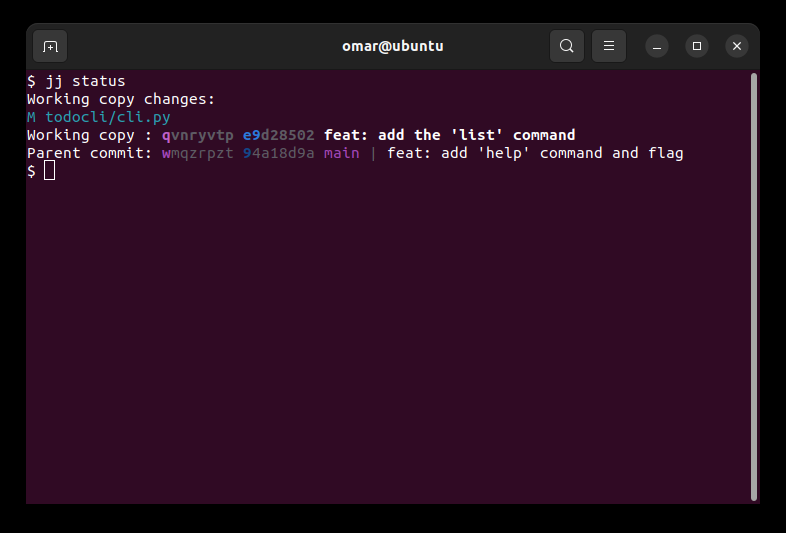 omar@ubuntu
$ jj status
Working copy changes:
M todocli/cli.py
Working copy : qvnryvtp e9d28502 feat: add the 'list' command
Parent commit: wmqzrpzt 94a18d9a main | feat: add 'help' command and flag
$